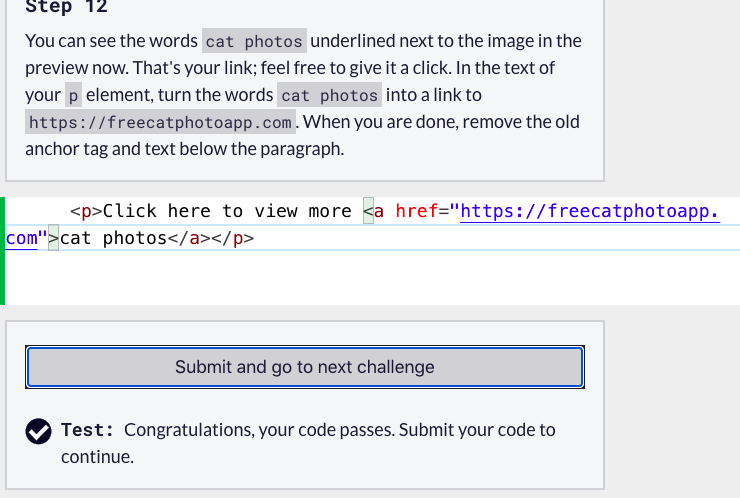 Step 12
You can see the words cat photos underlined next to the image in the
preview now. That's your link; feel free to give it a click. In the text of
your p element, turn the words cat photos into a link to
https://freecatphotoapp.com. When you are done, remove the old
anchor tag and text below the paragraph.
<p>Click here to view more <a href="https://freecatphotoapp.
com">cat photos</a></p>
Submit and go to next challenge
Test: Congratulations, your code passes. Submit your code to
continue.